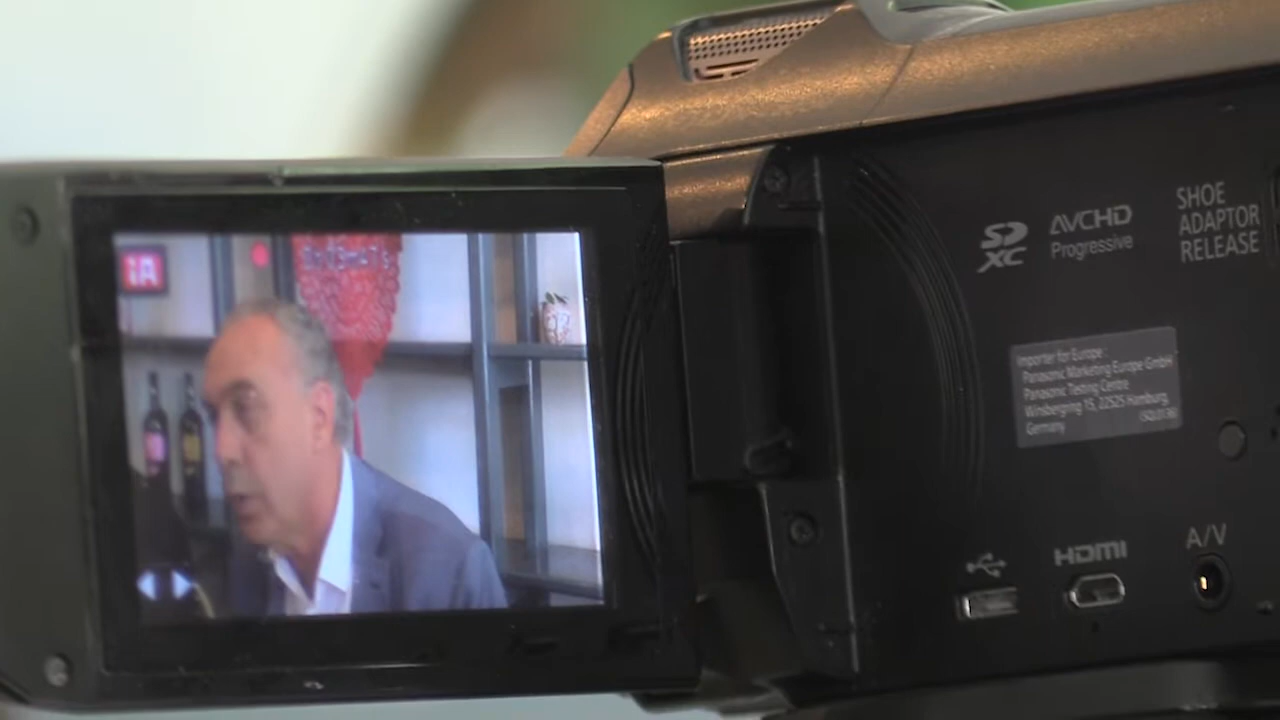 iA
SD
XC
AVCHD
Progressive
SHOE
ADAPTOR
RELEASE
Importer for Europe:
Panasonic Marketing Europe GmbH
Panasonic Testing Centre
Winsbergring 15, 22525 Hamburg,
Germany
HDMI
A/V